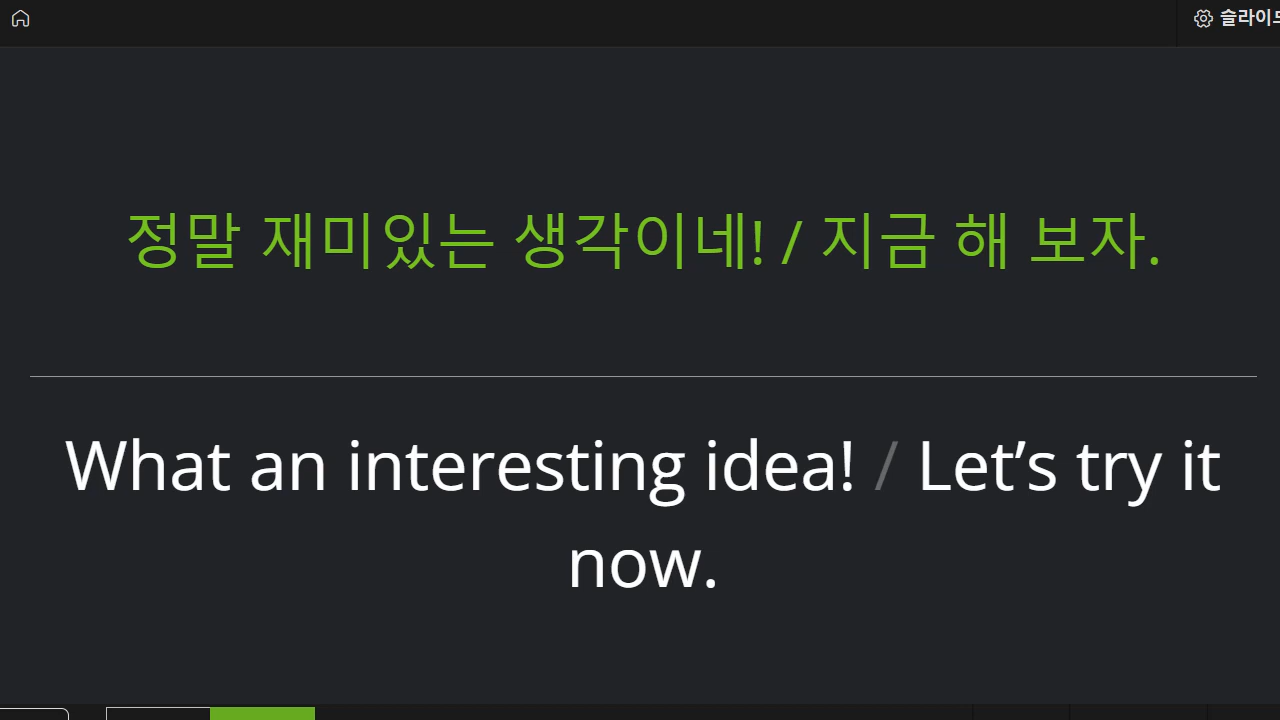 슬라이드
정말 재미있는 생각이네! / 지금 해 보자.
What an interesting idea! / Let’s try it
now.